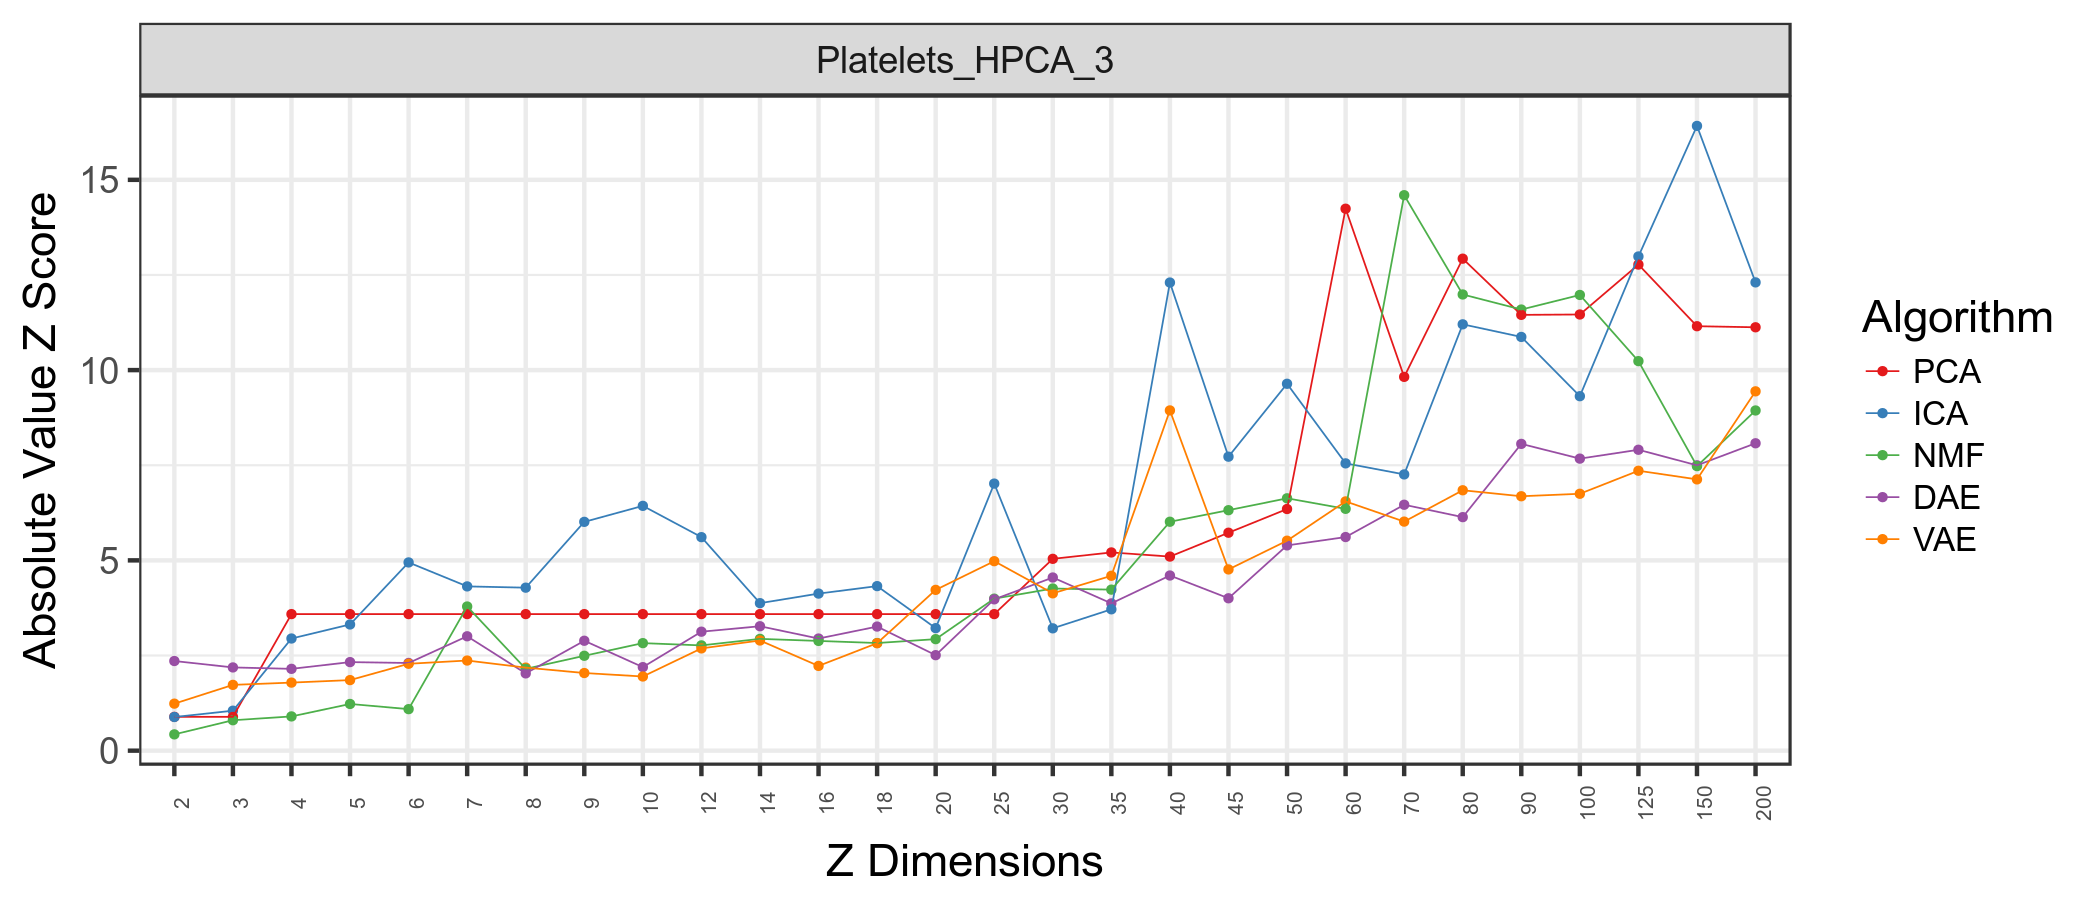 Platelets_HPCA_3
Absolute Value Z Score
15
10
5
0
2 3 4 5 6 7 8 9 10 12 14 16 18 20 25 30 35 40 45 50 60 70 80 90 100 125 150 200
Z Dimensions
Algorithm
PCA
ICA
NMF
DAE
VAE